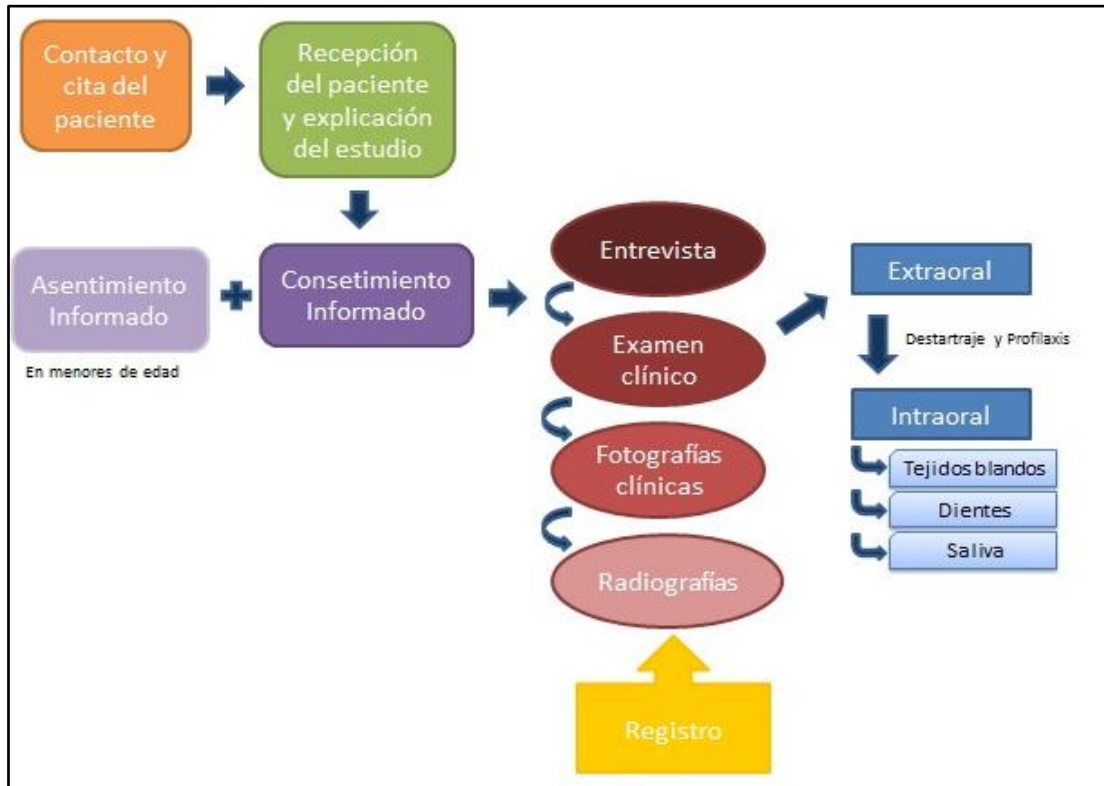 Contacto y
cita del
paciente
Recepción
del paciente
y explicación
del estudio
Asentimiento
Informado
En menores de edad
Consetimiento
Informado
Entrevista
Examen
clínico
Fotografías
clínicas
Radiografías
Registro
Extraoral
Destartraje y Profilaxis
Intraoral
Tejidos blandos
Dientes
Saliva